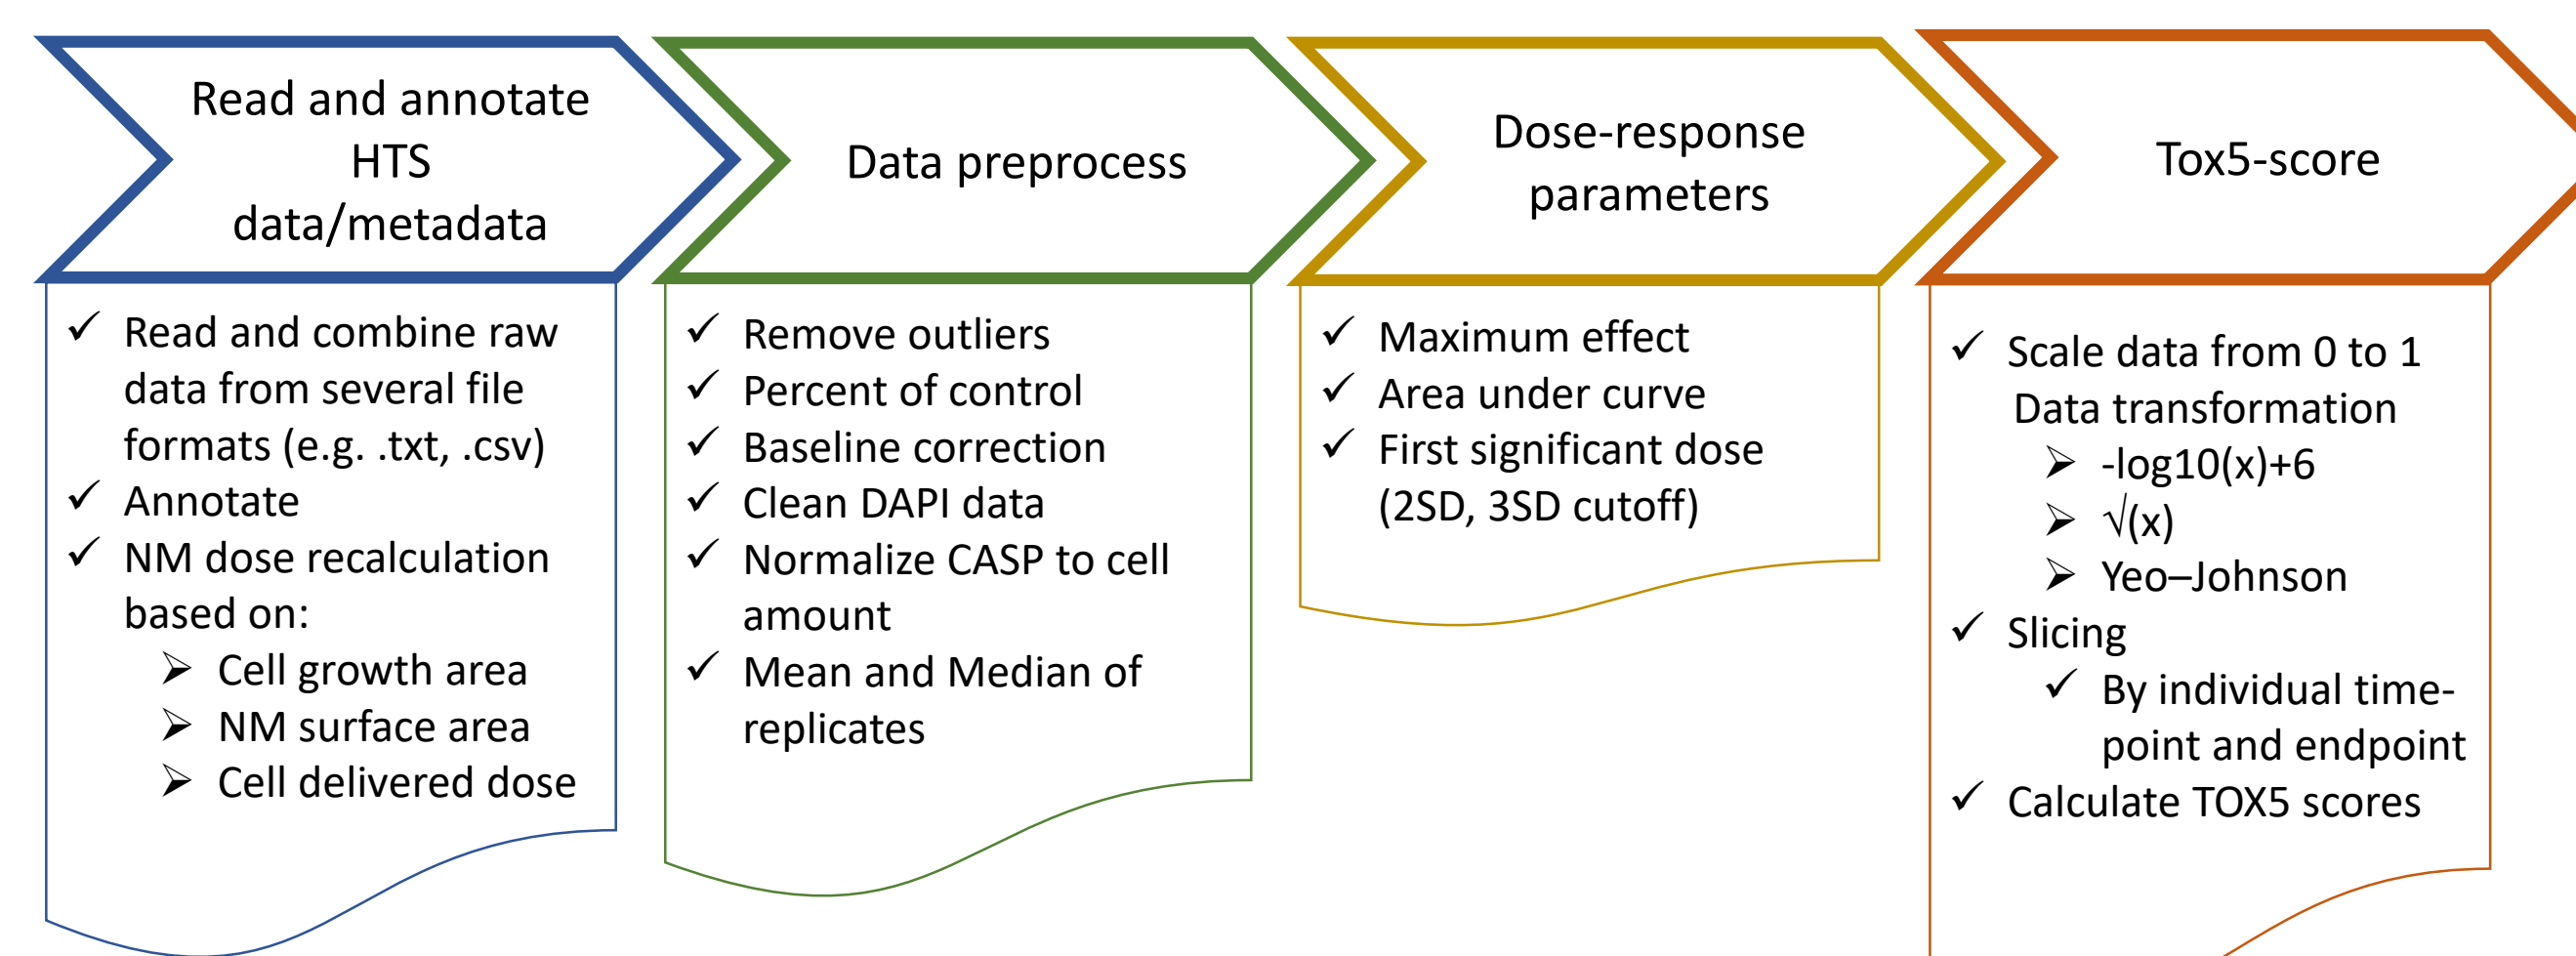 Read and annotate
HTS
data/metadata
✓ Read and combine raw
data from several file
formats (e.g. .txt, .csv)
✓ Annotate
✓ NM dose recalculation
based on:
➢ Cell growth area
➢ NM surface area
➢ Cell delivered dose
Data preprocess
✓ Remove outliers
✓ Percent of control
✓ Baseline correction
✓ Clean DAPI data
✓ Normalize CASP to cell
amount
✓ Mean and Median of
replicates
Dose-response
parameters
✓ Maximum effect
✓ Area under curve
✓ First significant dose
(2SD, 3SD cutoff)
Tox5-score
✓ Scale data from 0 to 1
Data transformation
➢ -log10(x)+6
➢ √(x)
➢ Yeo–Johnson
✓ Slicing
✓ By individual time-
point and endpoint
✓ Calculate TOX5 scores